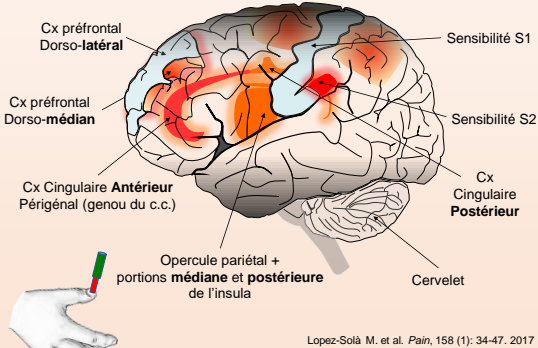 Cx préfrontal
Dorso-latéral
Sensibilité S1
Cx préfrontal
Dorso-médian
Sensibilité S2
Cx Cingulaire Antérieur
Périgénal (genou du c.c.)
Cx
Cingulaire
Postérieur
Opercule pariétal +
portions médiane et postérieure
de l'insula
Cervelet
Lopez-Solà M. et al. Pain, 158 (1): 34-47. 2017